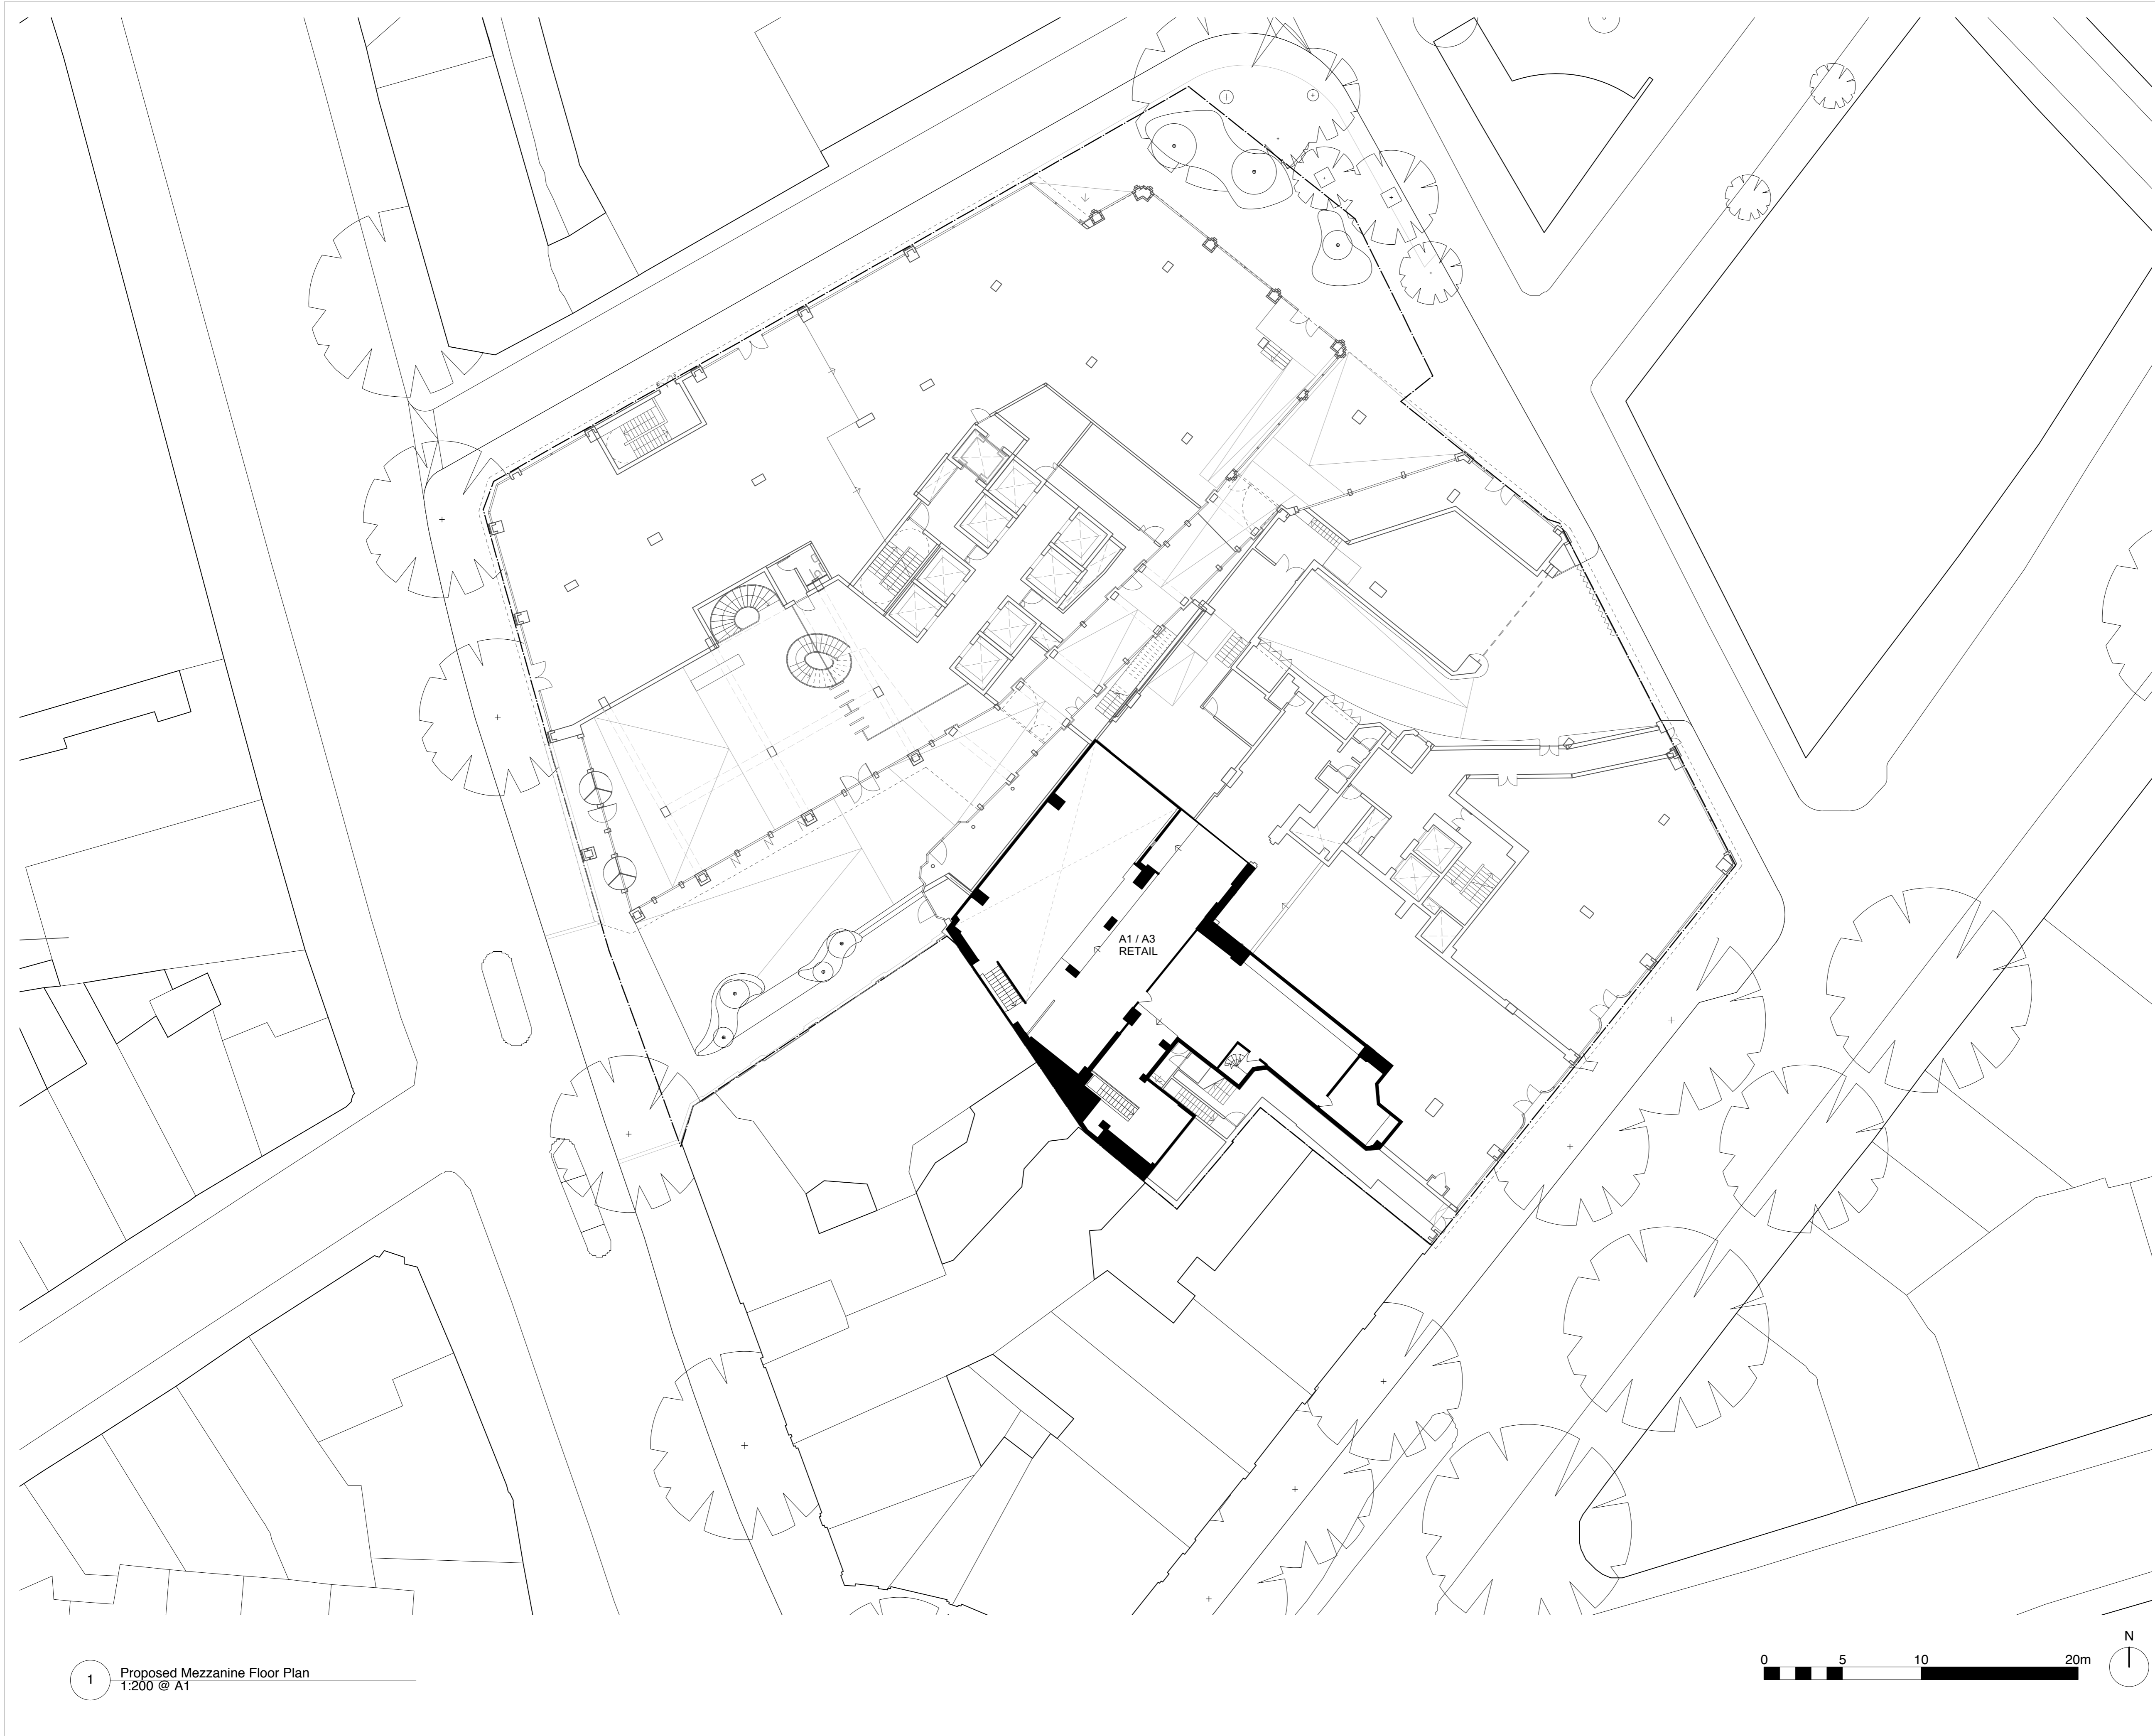 A1 / A3
RETAIL
1
Proposed Mezzanine Floor Plan
1:200 @ A1
0 5 10 20m
N